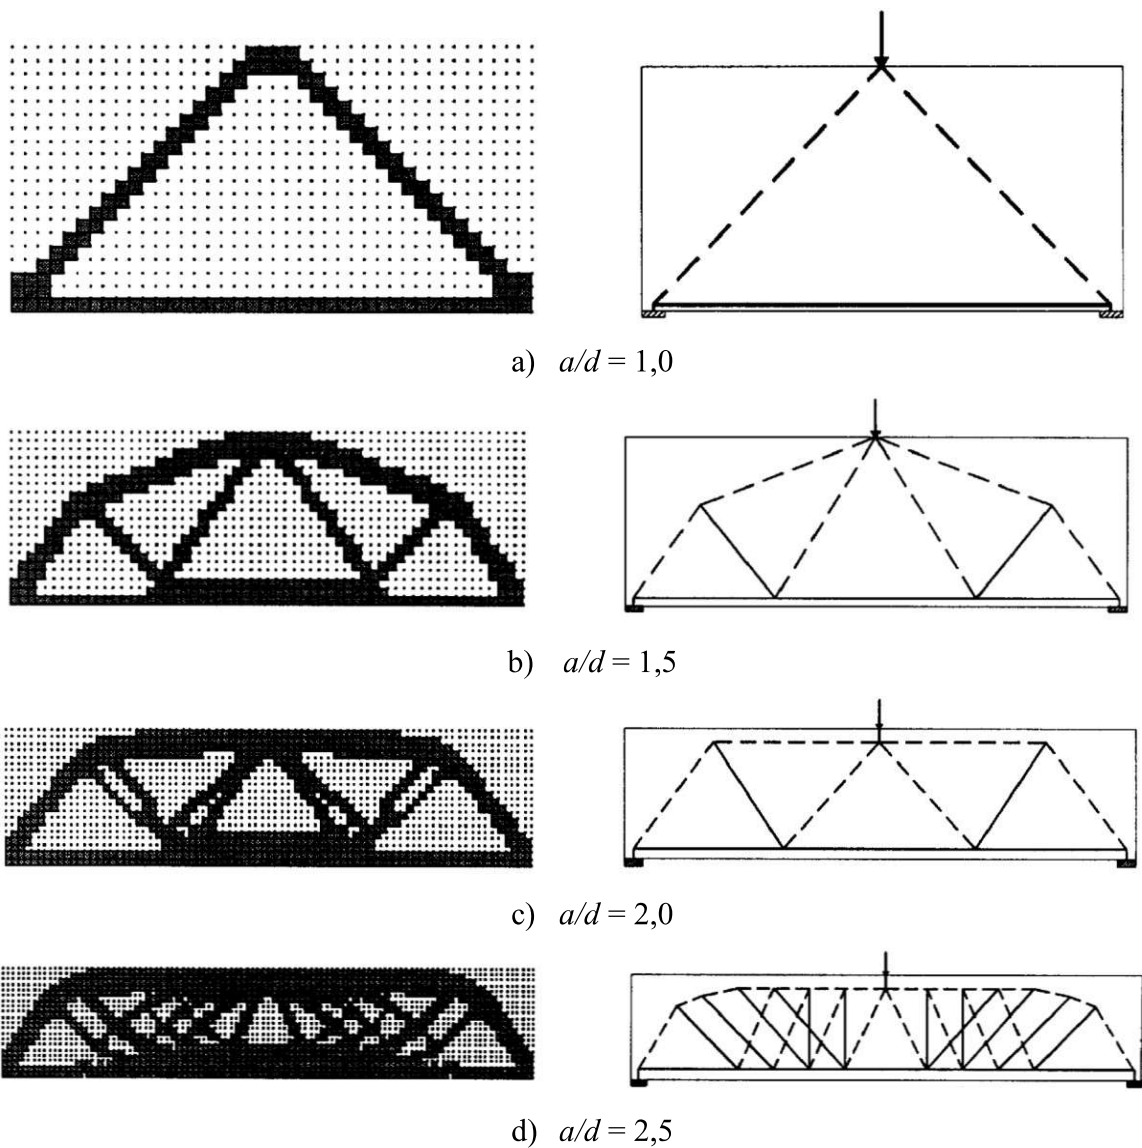 a) a/d = 1,0
b) a/d = 1,5
c) a/d = 2,0
d) a/d = 2,5